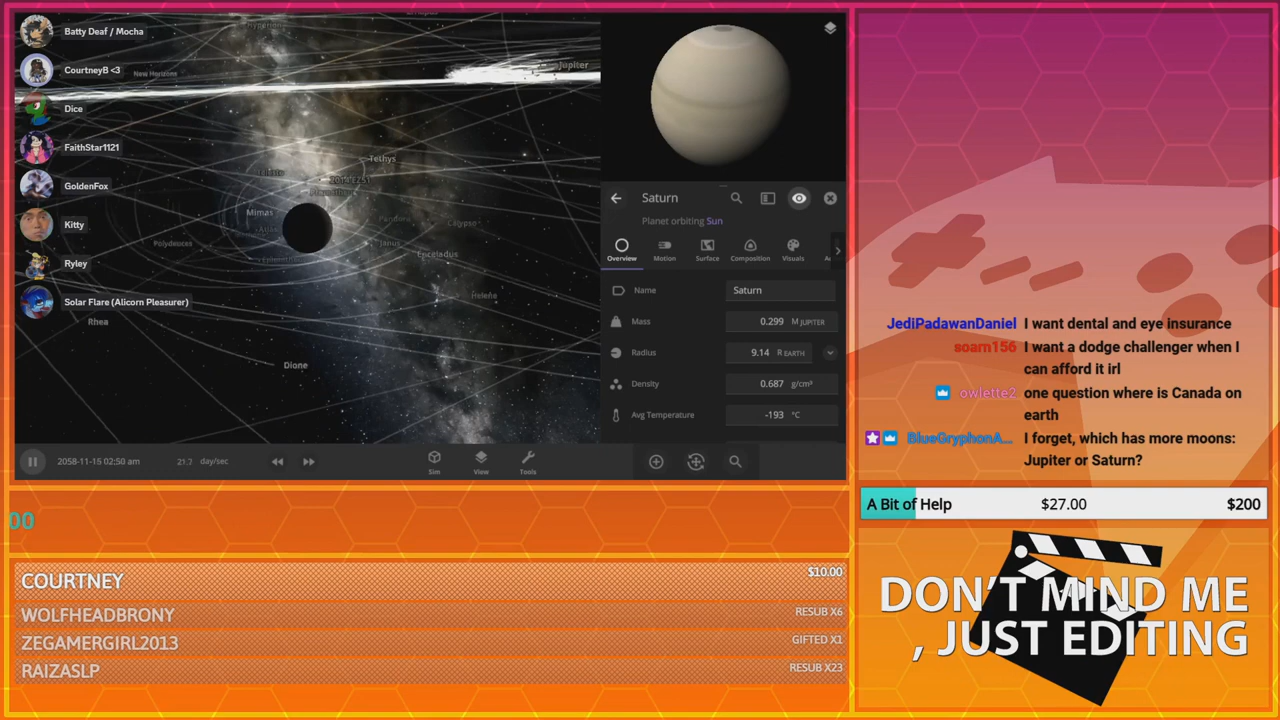 Batty Deaf / Mocha
CourtneyB <3
Dice
FaithStar1121
GoldenFox
Kitty
Ryley
Solar Flare (Alicorn Pleasurer)
Hyperion
New Horizons
Jupiter
Tethys
Mimas
Atlas
Pandora
Calypso
Janus
Polydeuces
Enceladus
Helene
Rhea
Dione
2058-11-15 02:50 am
day/sec
Sim
View
Tools
Saturn
Planet orbiting Sun
Overview
Motion
Surface
Composition
Visuals
Name
Saturn
Mass
0.299 M JUPITER
Radius
9.14 R EARTH
Density
0.687 g/cm³
Avg Temperature
-193 °C
JediPadawanDaniel I want dental and eye insurance
soam156 I want a dodge challenger when I
can afford it irl
owlette2 one question where is Canada on
earth
BlueGryphonA... I forget, which has more moons:
Jupiter or Saturn?
A Bit of Help $27.00 $200
00
COURTNEY $10.00
WOLFHEADBRONY RESUB X6
ZEGAMERGIRL2013 GIFTED X1
RAIZASLP RESUB X23
DON'T MIND ME
, JUST EDITING